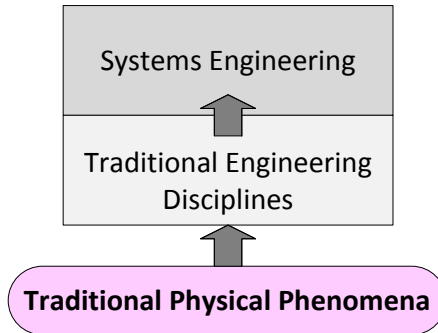 Systems Engineering
Traditional Engineering
Disciplines
Traditional Physical Phenomena